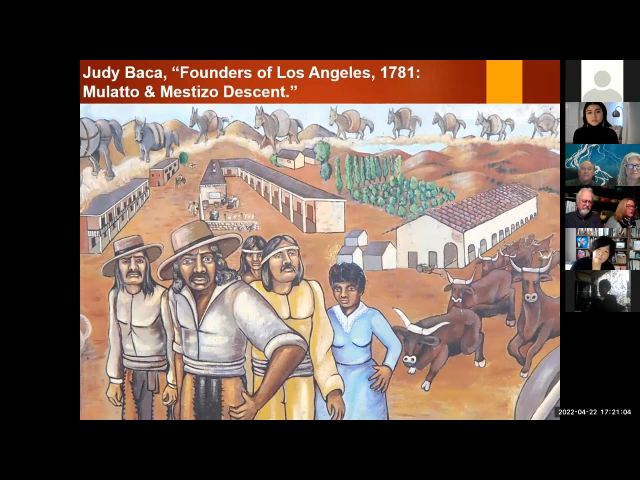 Judy Baca, “Founders of Los Angeles, 1781:
Mulatto & Mestizo Descent.”
2022-04-22 17:21:04